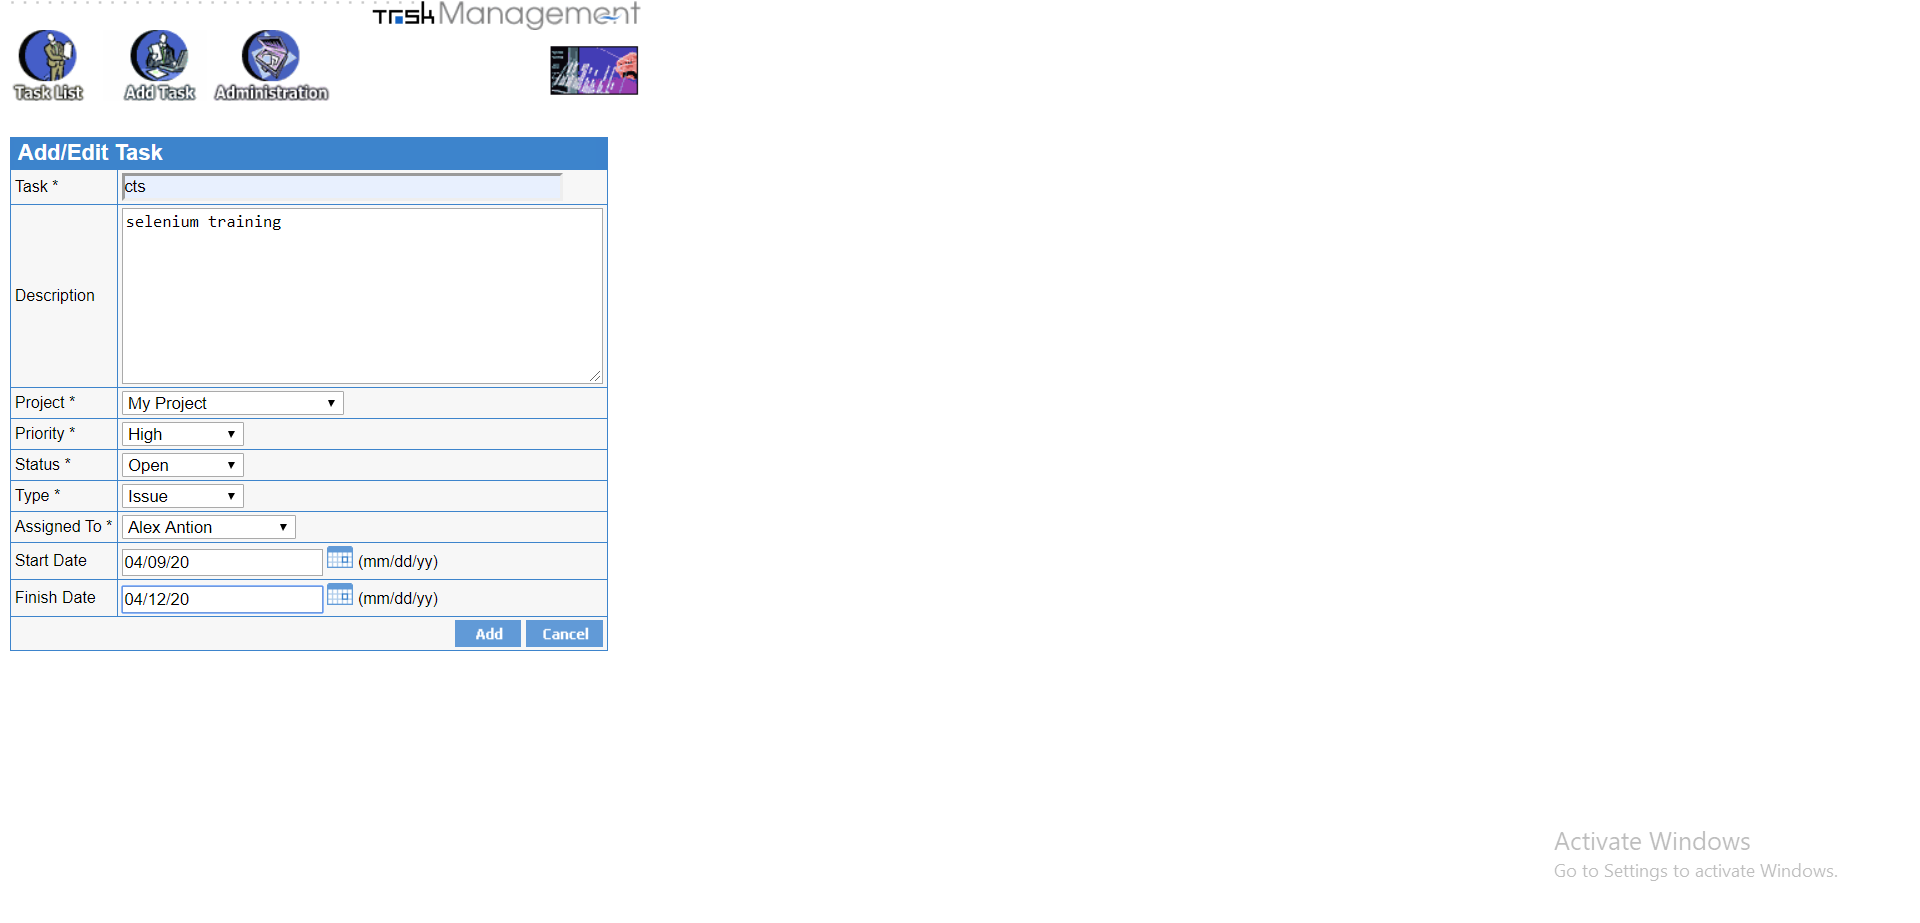 Task Management
Task List Add Task Administration
Add/Edit Task
Task * cts
Description selenium training
Project * My Project
Priority * High
Status * Open
Type * Issue
Assigned To * Alex Antion
Start Date 04/09/20 (mm/dd/yy)
Finish Date 04/12/20 (mm/dd/yy)
Add Cancel
Activate Windows
Go to Settings to activate Windows.